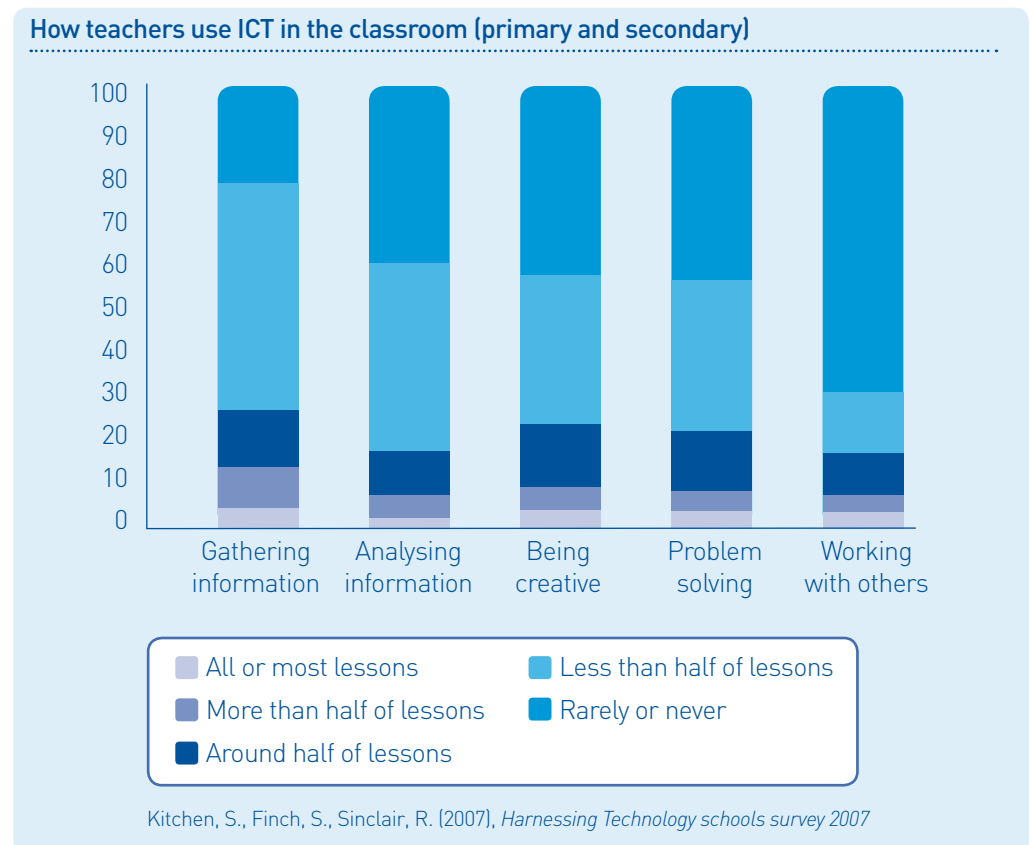 How teachers use ICT in the classroom (primary and secondary)
100
90
80
70
60
50
40
30
20
10
0
Gathering information
Analysing information
Being creative
Problem solving
Working with others
All or most lessons
More than half of lessons
Around half of lessons
Less than half of lessons
Rarely or never
Kitchen, S., Finch, S., Sinclair, R. (2007), Harnessing Technology schools survey 2007